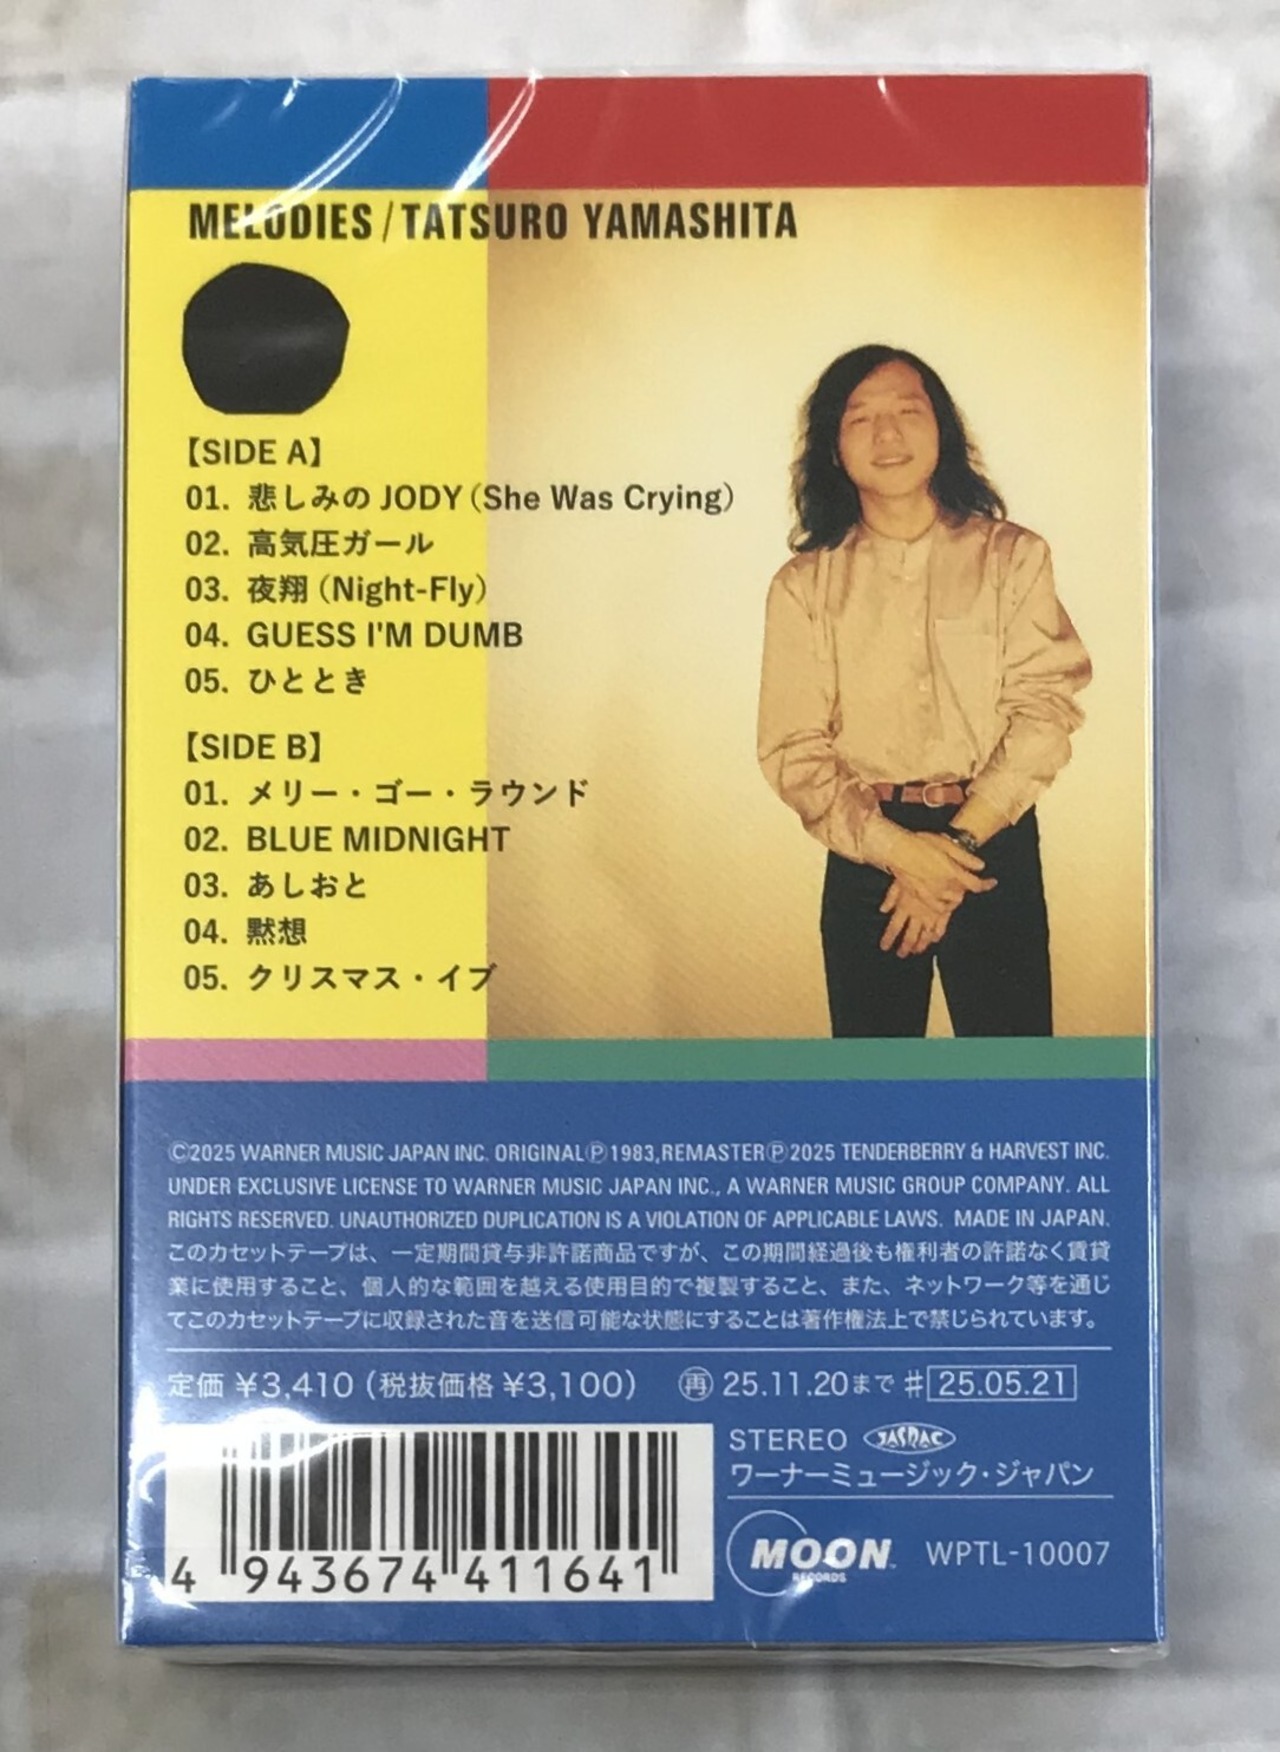 MELODIES / TATSURO YAMASHITA
【SIDE A】
01. 悲しみの JODY (She Was Crying)
02. 高気圧ガール
03. 夜翔 (Night-Fly)
04. GUESS I'M DUMB
05. ひととき
【SIDE B】
01. メリー・ゴー・ラウンド
02. BLUE MIDNIGHT
03. あしおと
04. 黙想
05. クリスマス・イブ
Ⓒ2025 WARNER MUSIC JAPAN INC. ORIGINALⓅ1983,REMASTERⓅ2025 TENDERBERRY & HARVEST INC.
UNDER EXCLUSIVE LICENSE TO WARNER MUSIC JAPAN INC., A WARNER MUSIC GROUP COMPANY. ALL
RIGHTS RESERVED. UNAUTHORIZED DUPLICATION IS A VIOLATION OF APPLICABLE LAWS. MADE IN JAPAN.
このカセットテープは、一定期間貸与非許諾商品ですが、この期間経過後も権利者の許諾なく賃貸
業に使用すること、個人的な範囲を越える使用目的で複製すること、また、ネットワーク等を通じ
てこのカセットテープに収録された音を送信可能な状態にすることは著作権法上で禁じられています。
定価 ¥3,410 (税抜価格 ¥3,100) 再 25.11.20まで ♯ 25.05.21
STEREO JASRAC
ワーナーミュージック・ジャパン
MOON RECORDS WPTL-10007
4 943674 411641